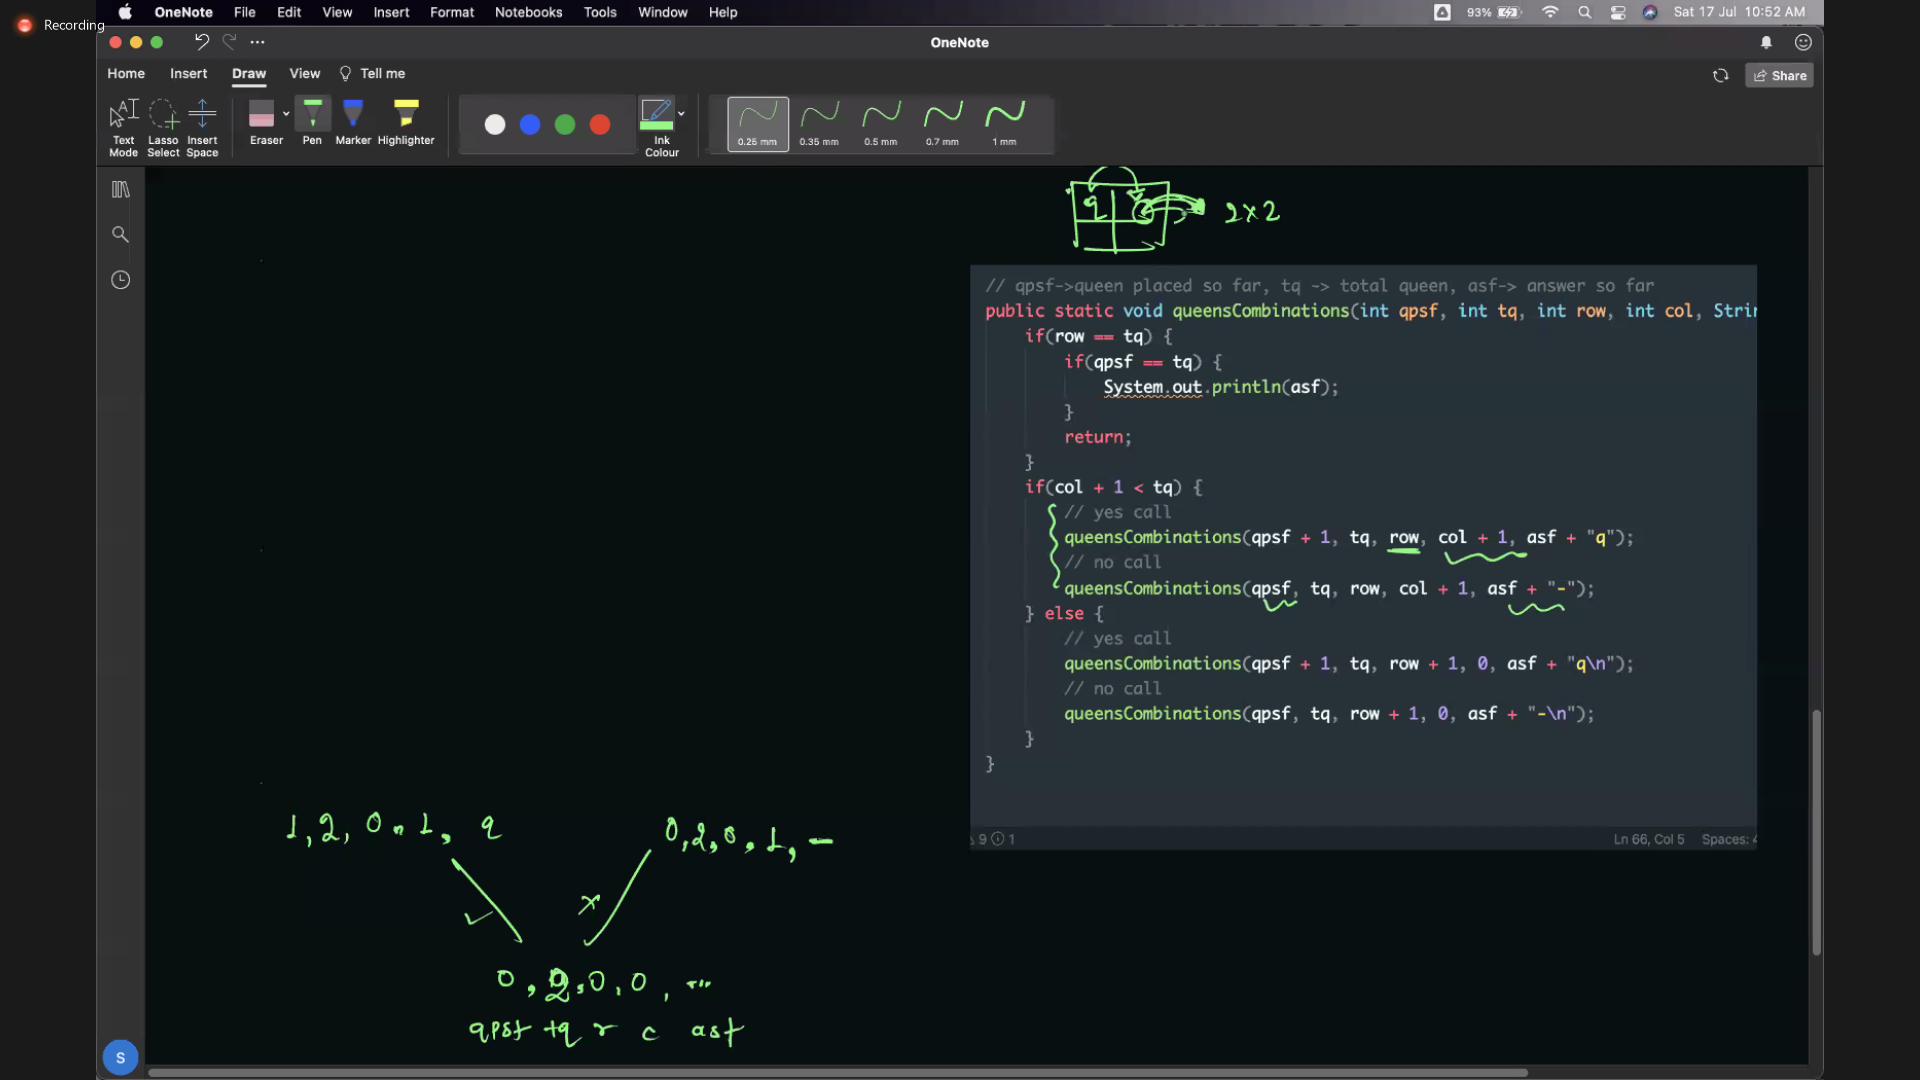 Recording
OneNote File Edit View Insert Format Notebooks Tools Window Help
93% Sat 17 Jul 10:52 AM
OneNote
Home Insert Draw View Tell me
Share
Text Mode
Lasso Select
Insert Space
Eraser
Pen
Marker
Highlighter
Ink Colour
0.25 mm
0.35 mm
0.5 mm
0.7 mm
1 mm
q
2x2
// qpsf->queen placed so far, tq -> total queen, asf-> answer so far
public static void queensCombinations(int qpsf, int tq, int row, int col, Strin
if(row == tq) {
if(qpsf == tq) {
System.out.println(asf);
}
return;
}
if(col + 1 < tq) {
// yes call
queensCombinations(qpsf + 1, tq, row, col + 1, asf + "q");
// no call
queensCombinations(qpsf, tq, row, col + 1, asf + "-");
} else {
// yes call
queensCombinations(qpsf + 1, tq, row + 1, 0, asf + "q\n");
// no call
queensCombinations(qpsf, tq, row + 1, 0, asf + "-\n");
}
}
9 1
Ln 66, Col 5 Spaces: 4
1, 2, 0, 1, q
0,2,0,1,-
0, 2,0,0, "
qpsf tq r c asf
S